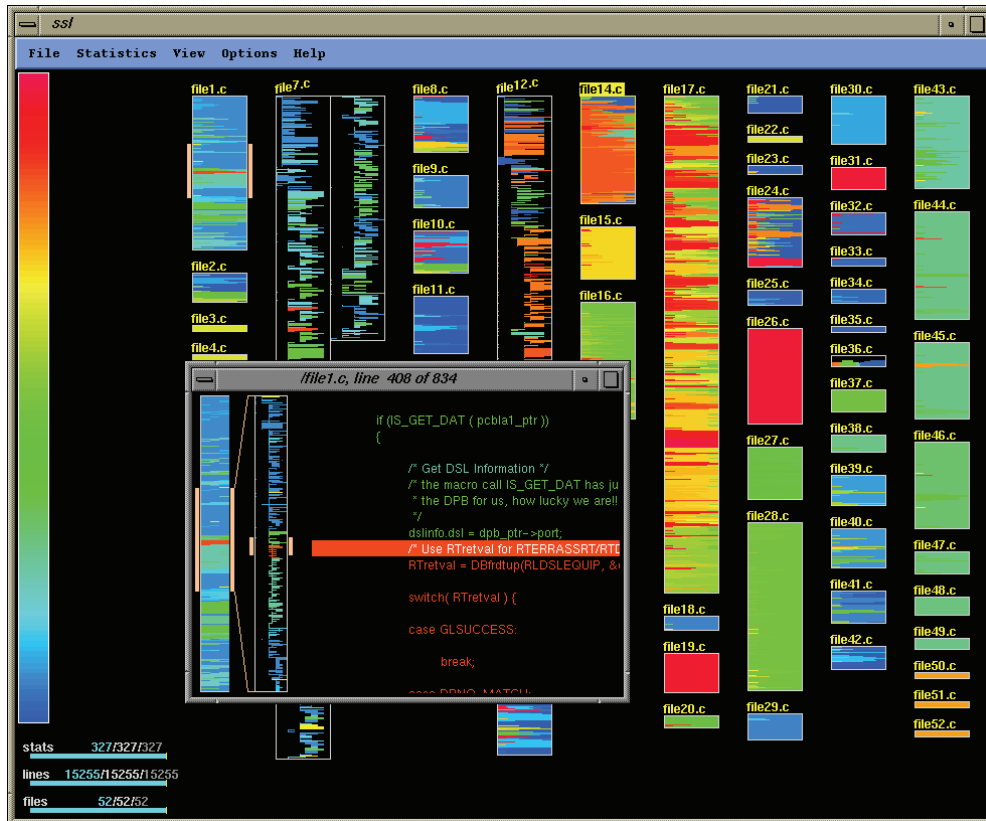 ssl
File Statistics View Options Help
file1.c
file7.c
file8.c
file12.c
file14.c
file17.c
file21.c
file30.c
file43.c
file22.c
file23.c
file31.c
file9.c
file24.c
file32.c
file44.c
file10.c
file15.c
file33.c
file2.c
file25.c
file34.c
file11.c
file16.c
file3.c
file26.c
file35.c
file45.c
file4.c
file36.c
file37.c
/file1.c, line 408 of 834
if (IS_GET_DAT ( pcbla1_ptr ))
{
/* Get DSL Information */
/* the macro call IS_GET_DAT has ju
* the DPB for us, how lucky we are!!
*/
dslinfo.dsl = dpb_ptr->port;
/* Use RTretval for RTERRASSRT/RTD
RTretval = DBfrdtup(RLDSLEQUIP, &
switch( RTretval ) {
case GLSUCCESS:
break;
case DBNO_MATCH:
file27.c
file38.c
file46.c
file39.c
file28.c
file40.c
file47.c
file41.c
file48.c
file18.c
file42.c
file49.c
file19.c
file50.c
file20.c
file29.c
file51.c
file52.c
stats 327/327/327
lines 15255/15255/15255
files 52/52/52